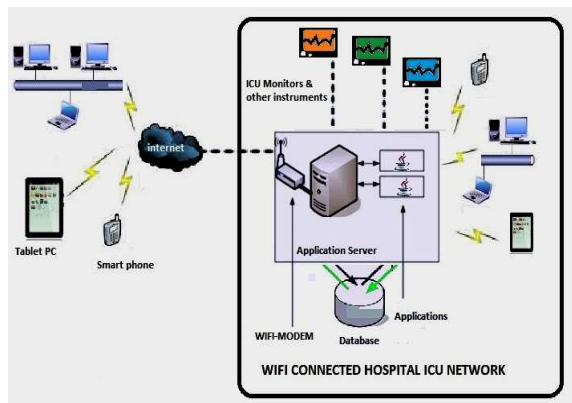 ICU Monitors &
other instruments
internet
Tablet PC
Smart phone
Application Server
WIFI-MODEM
Database
Applications
WIFI CONNECTED HOSPITAL ICU NETWORK